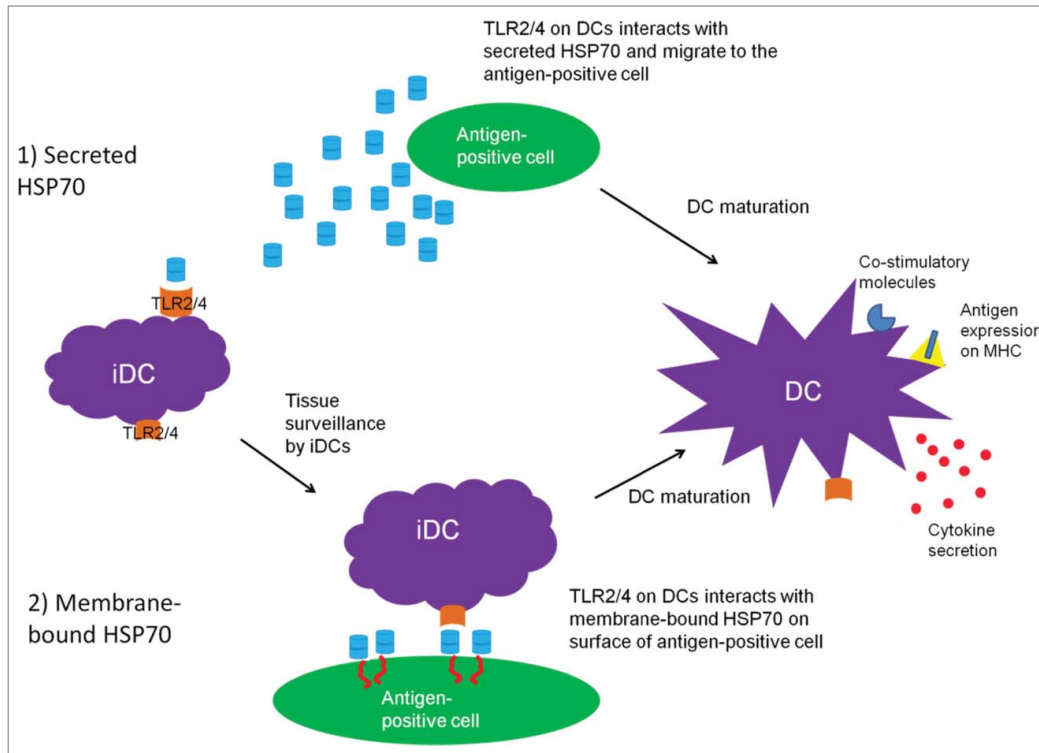 TLR2/4 on DCs interacts with
secreted HSP70 and migrate to the
antigen-positive cell
1) Secreted
HSP70
Antigen-
positive cell
DC maturation
Co-stimulatory
molecules
Antigen
expression
on MHC
TLR2/4
iDC
TLR2/4
DC
Tissue
surveillance
by iDCs
iDC
DC maturation
Cytokine
secretion
2) Membrane-
bound HSP70
TLR2/4 on DCs interacts with
membrane-bound HSP70 on
surface of antigen-positive cell
Antigen-
positive cell